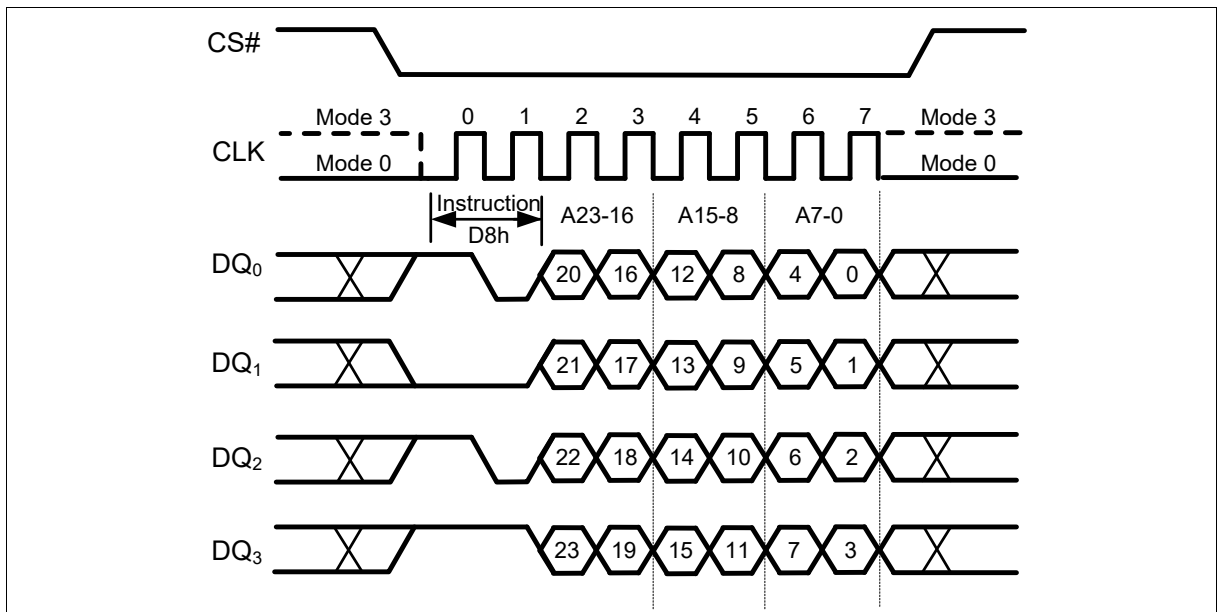 CS#
Mode 3 0 1 2 3 4 5 6 7 Mode 3
CLK
Mode 0 Mode 0
Instruction A23-16 A15-8 A7-0
D8h
DQ0 20 16 12 8 4 0
DQ1 21 17 13 9 5 1
DQ2 22 18 14 10 6 2
DQ3 23 19 15 11 7 3